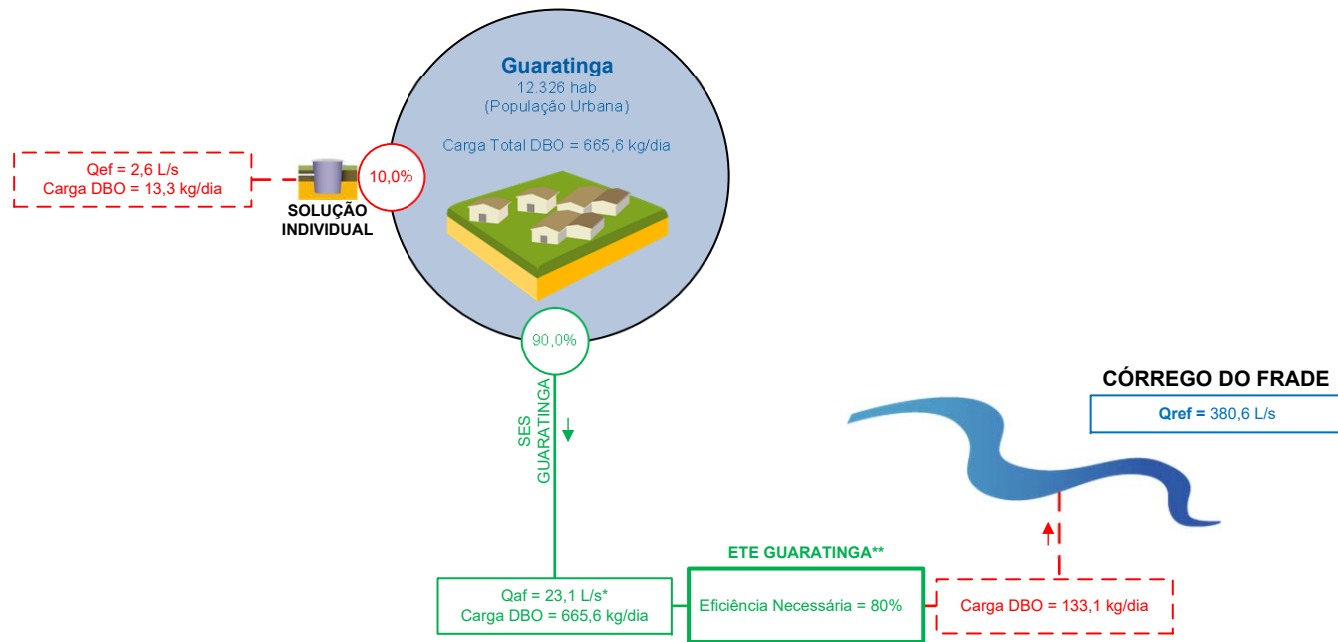 Guaratinga
12.326 hab
(População Urbana)
Carga Total DBO = 665,6 kg/dia
Qef = 2,6 L/s
Carga DBO = 13,3 kg/dia
10,0%
SOLUÇÃO
INDIVIDUAL
90,0%
SES
GUARATINGA
CÓRREGO DO FRADE
Qref = 380,6 L/s
ETE GUARATINGA**
Qaf = 23,1 L/s*
Carga DBO = 665,6 kg/dia
Eficiência Necessária = 80%
Carga DBO = 133,1 kg/dia